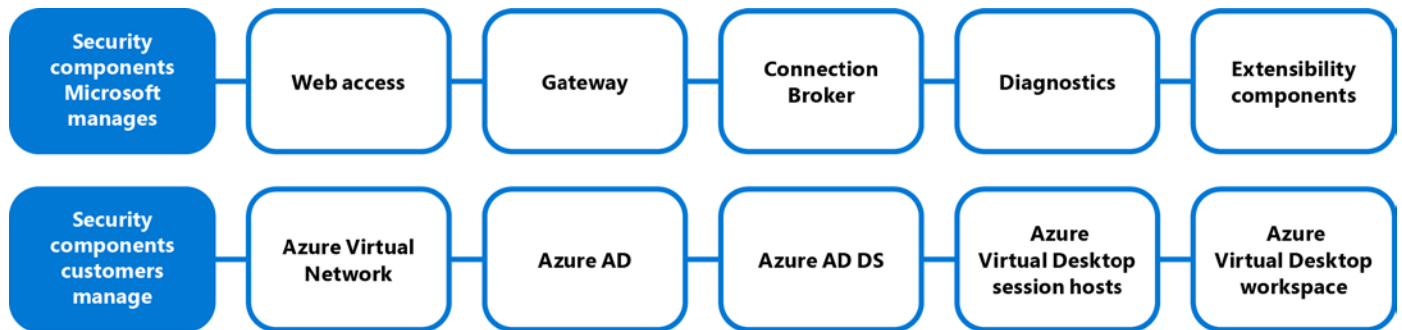 Security
components
Microsoft
manages
Web access
Gateway
Connection
Broker
Diagnostics
Extensibility
components
Security
components
customers
manage
Azure Virtual
Network
Azure AD
Azure AD DS
Azure
Virtual Desktop
session hosts
Azure
Virtual Desktop
workspace